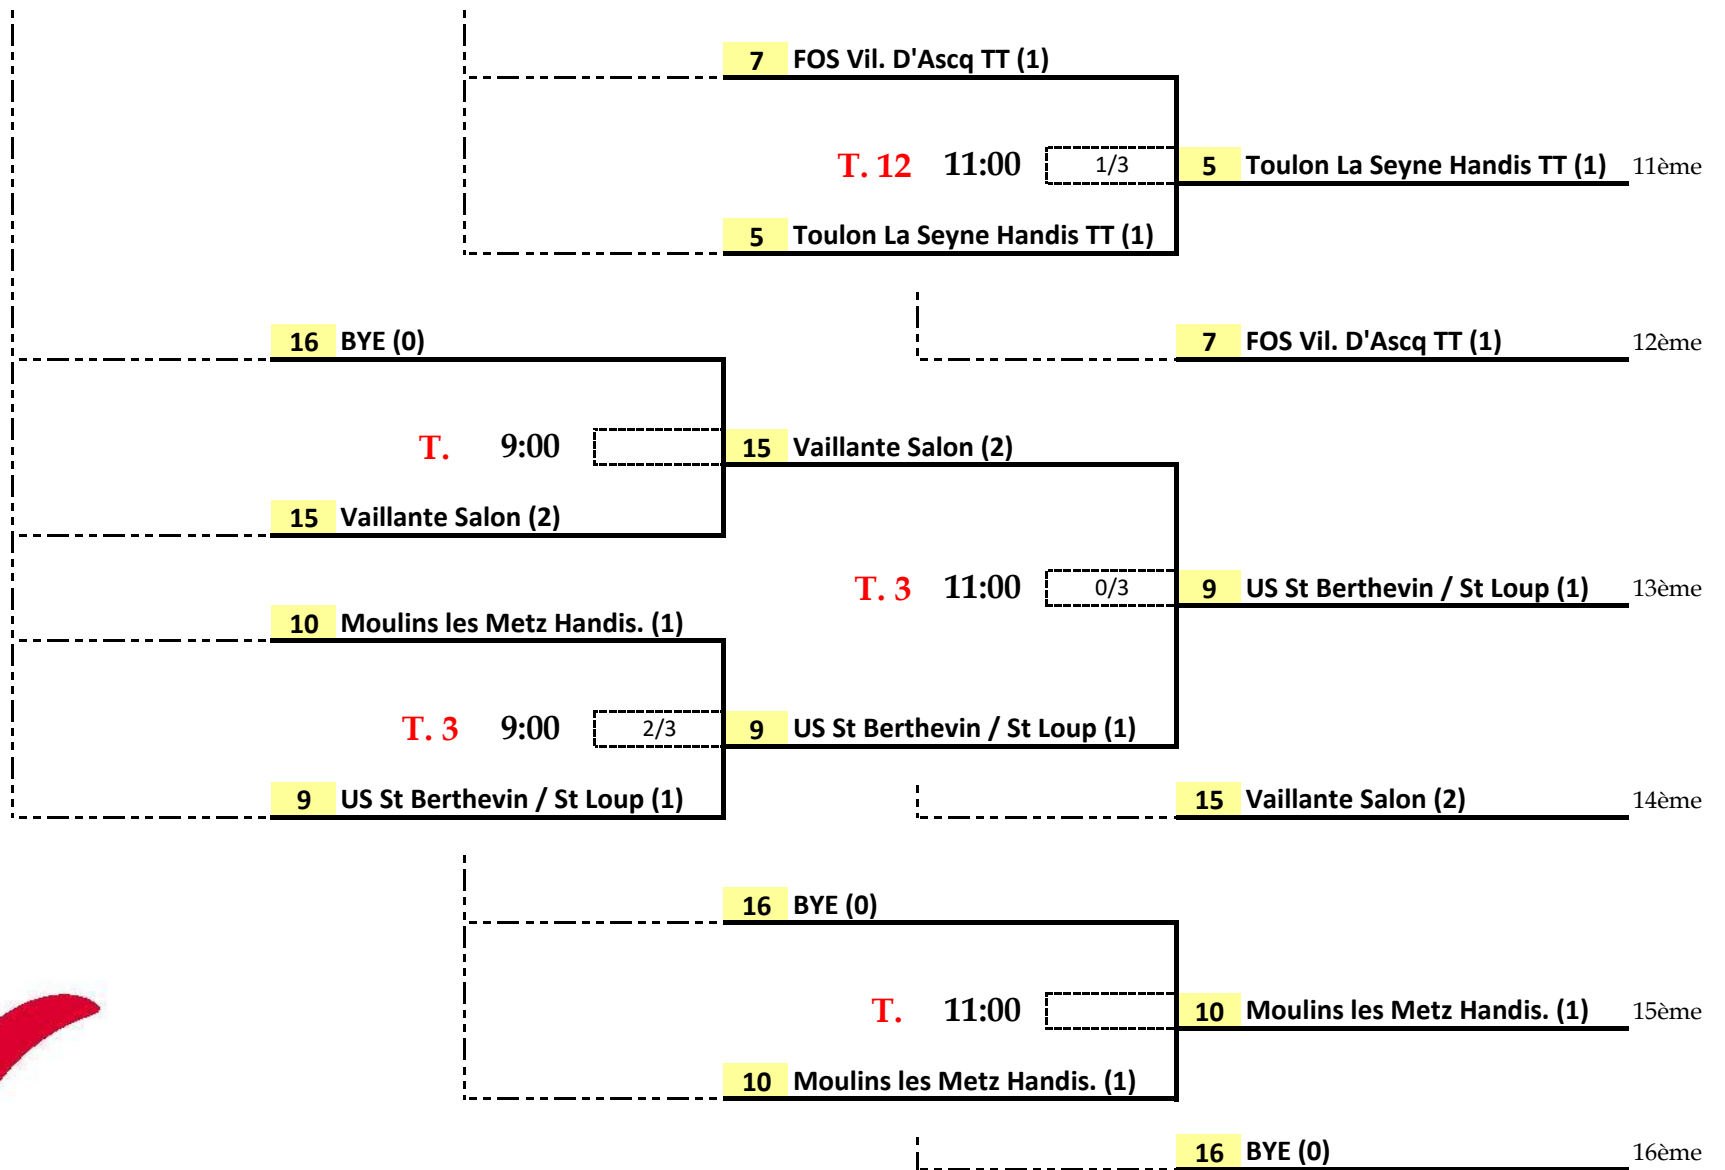 7 FOS Vil. D'Ascq TT (1)
T. 12 11:00 1/3 5 Toulon La Seyne Handis TT (1) 11ème
5 Toulon La Seyne Handis TT (1)
16 BYE (0) 7 FOS Vil. D'Ascq TT (1) 12ème
T. 9:00 15 Vaillante Salon (2)
15 Vaillante Salon (2)
T. 3 11:00 0/3 9 US St Berthevin / St Loup (1) 13ème
10 Moulins les Metz Handis. (1)
T. 3 9:00 2/3 9 US St Berthevin / St Loup (1)
9 US St Berthevin / St Loup (1) 15 Vaillante Salon (2) 14ème
16 BYE (0)
T. 11:00 10 Moulins les Metz Handis. (1) 15ème
10 Moulins les Metz Handis. (1)
16 BYE (0) 16ème